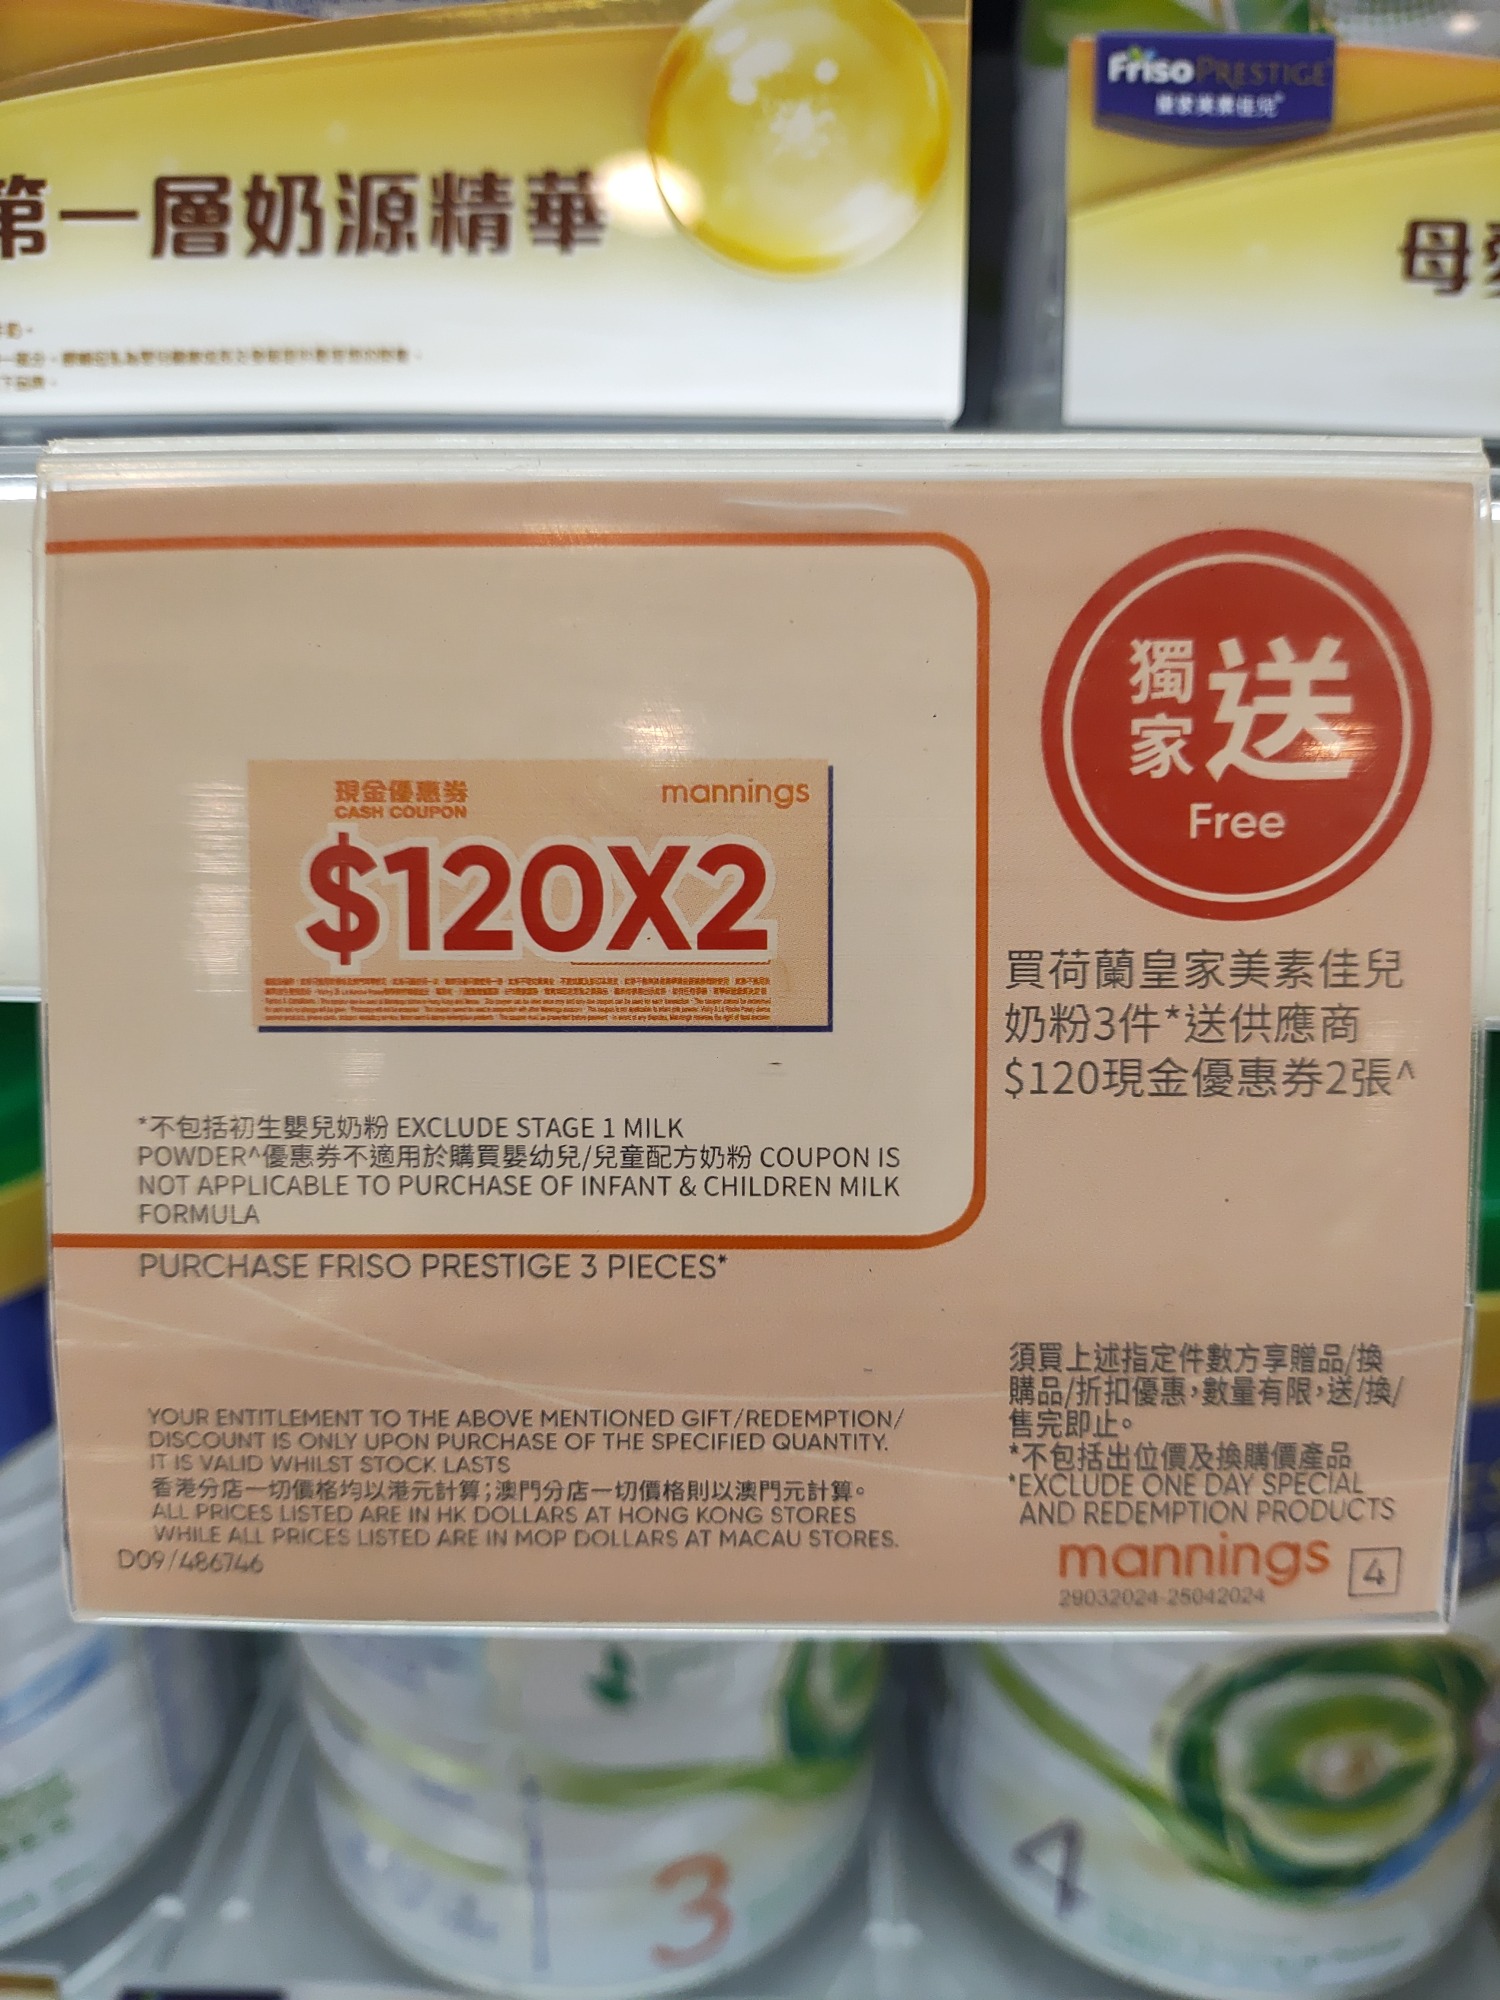 第一層奶源精華
Friso PRESTIGE
皇家美素佳兒
母
獨家送
Free
現金優惠券
CASH COUPON
mannings
$120X2
買荷蘭皇家美素佳兒
奶粉3件*送供應商
$120現金優惠券2張^
*不包括初生嬰兒奶粉 EXCLUDE STAGE 1 MILK
POWDER^優惠券不適用於購買嬰幼兒/兒童配方奶粉 COUPON IS
NOT APPLICABLE TO PURCHASE OF INFANT & CHILDREN MILK
FORMULA
PURCHASE FRISO PRESTIGE 3 PIECES*
YOUR ENTITLEMENT TO THE ABOVE MENTIONED GIFT/REDEMPTION/
DISCOUNT IS ONLY UPON PURCHASE OF THE SPECIFIED QUANTITY.
IT IS VALID WHILST STOCK LASTS
香港分店一切價格均以港元計算；澳門分店一切價格則以澳門元計算。
ALL PRICES LISTED ARE IN HK DOLLARS AT HONG KONG STORES
WHILE ALL PRICES LISTED ARE IN MOP DOLLARS AT MACAU STORES.
D09/486746
須買上述指定件數方享贈品/換
購品/折扣優惠，數量有限，送/換/
售完即止。
*不包括出位價及換購價產品
*EXCLUDE ONE DAY SPECIAL
AND REDEMPTION PRODUCTS
mannings 4
29032024-25042024
3
4